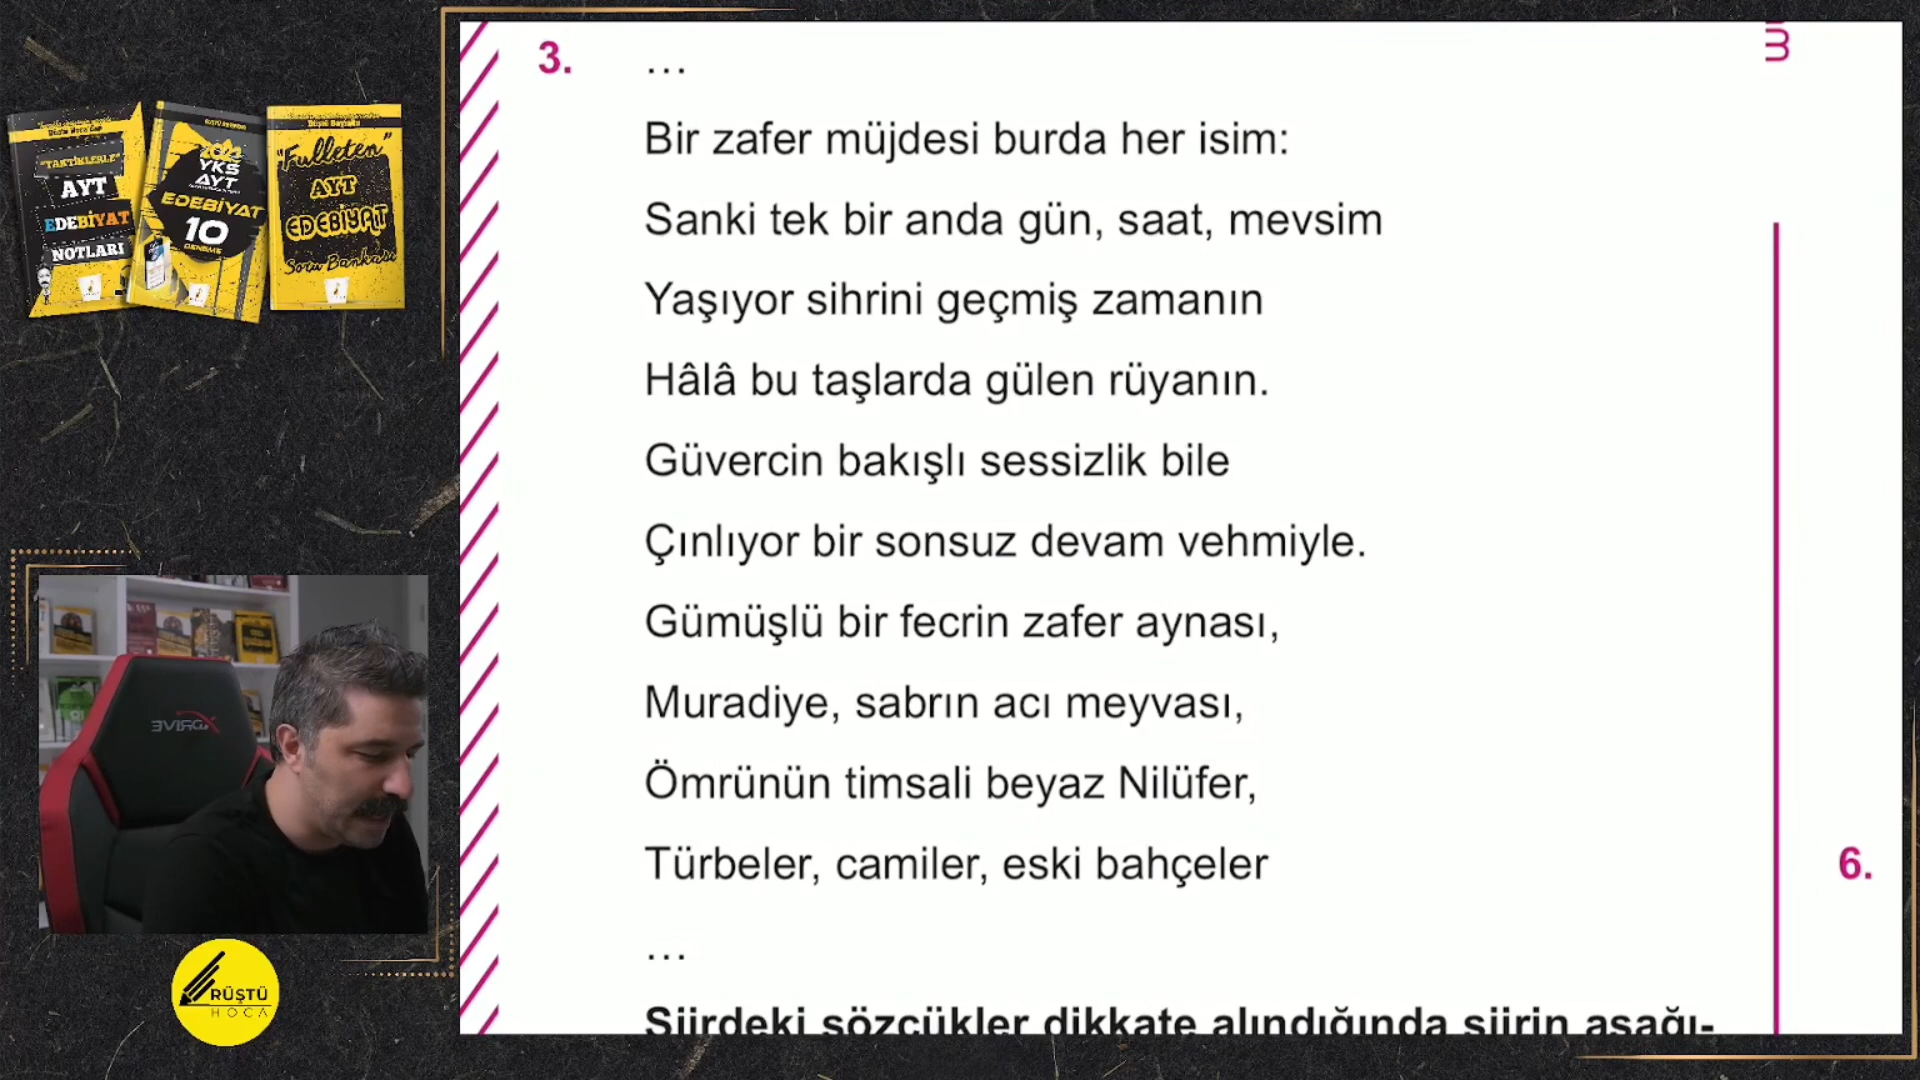 "TAKTİKLERLE"
AYT
EDEBİYAT
NOTLARI
YKS
AYT
EDEBİYAT
10
DENEME
"Fulleten"
AYT
EDEBİYAT
Soru Bankası
3.
...
Bir zafer müjdesi burda her isim:
Sanki tek bir anda gün, saat, mevsim
Yaşıyor sihrini geçmiş zamanın
Hâlâ bu taşlarda gülen rüyanın.
Güvercin bakışlı sessizlik bile
Çınlıyor bir sonsuz devam vehmiyle.
Gümüşlü bir fecrin zafer aynası,
Muradiye, sabrın acı meyvası,
Ömrünün timsali beyaz Nilüfer,
Türbeler, camiler, eski bahçeler
...
Şiirdeki sözcükler dikkate alındığında şiirin aşağı-
6.
RÜŞTÜ
HOCA